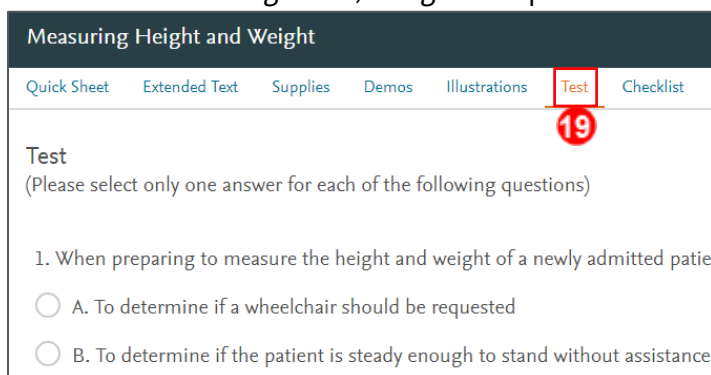 Measuring Height and Weight
Quick Sheet Extended Text Supplies Demos Illustrations Test Checklist
19
Test
(Please select only one answer for each of the following questions)
1. When preparing to measure the height and weight of a newly admitted
A. To determine if a wheelchair should be requested
B. To determine if the patient is steady enough to stand without assistance